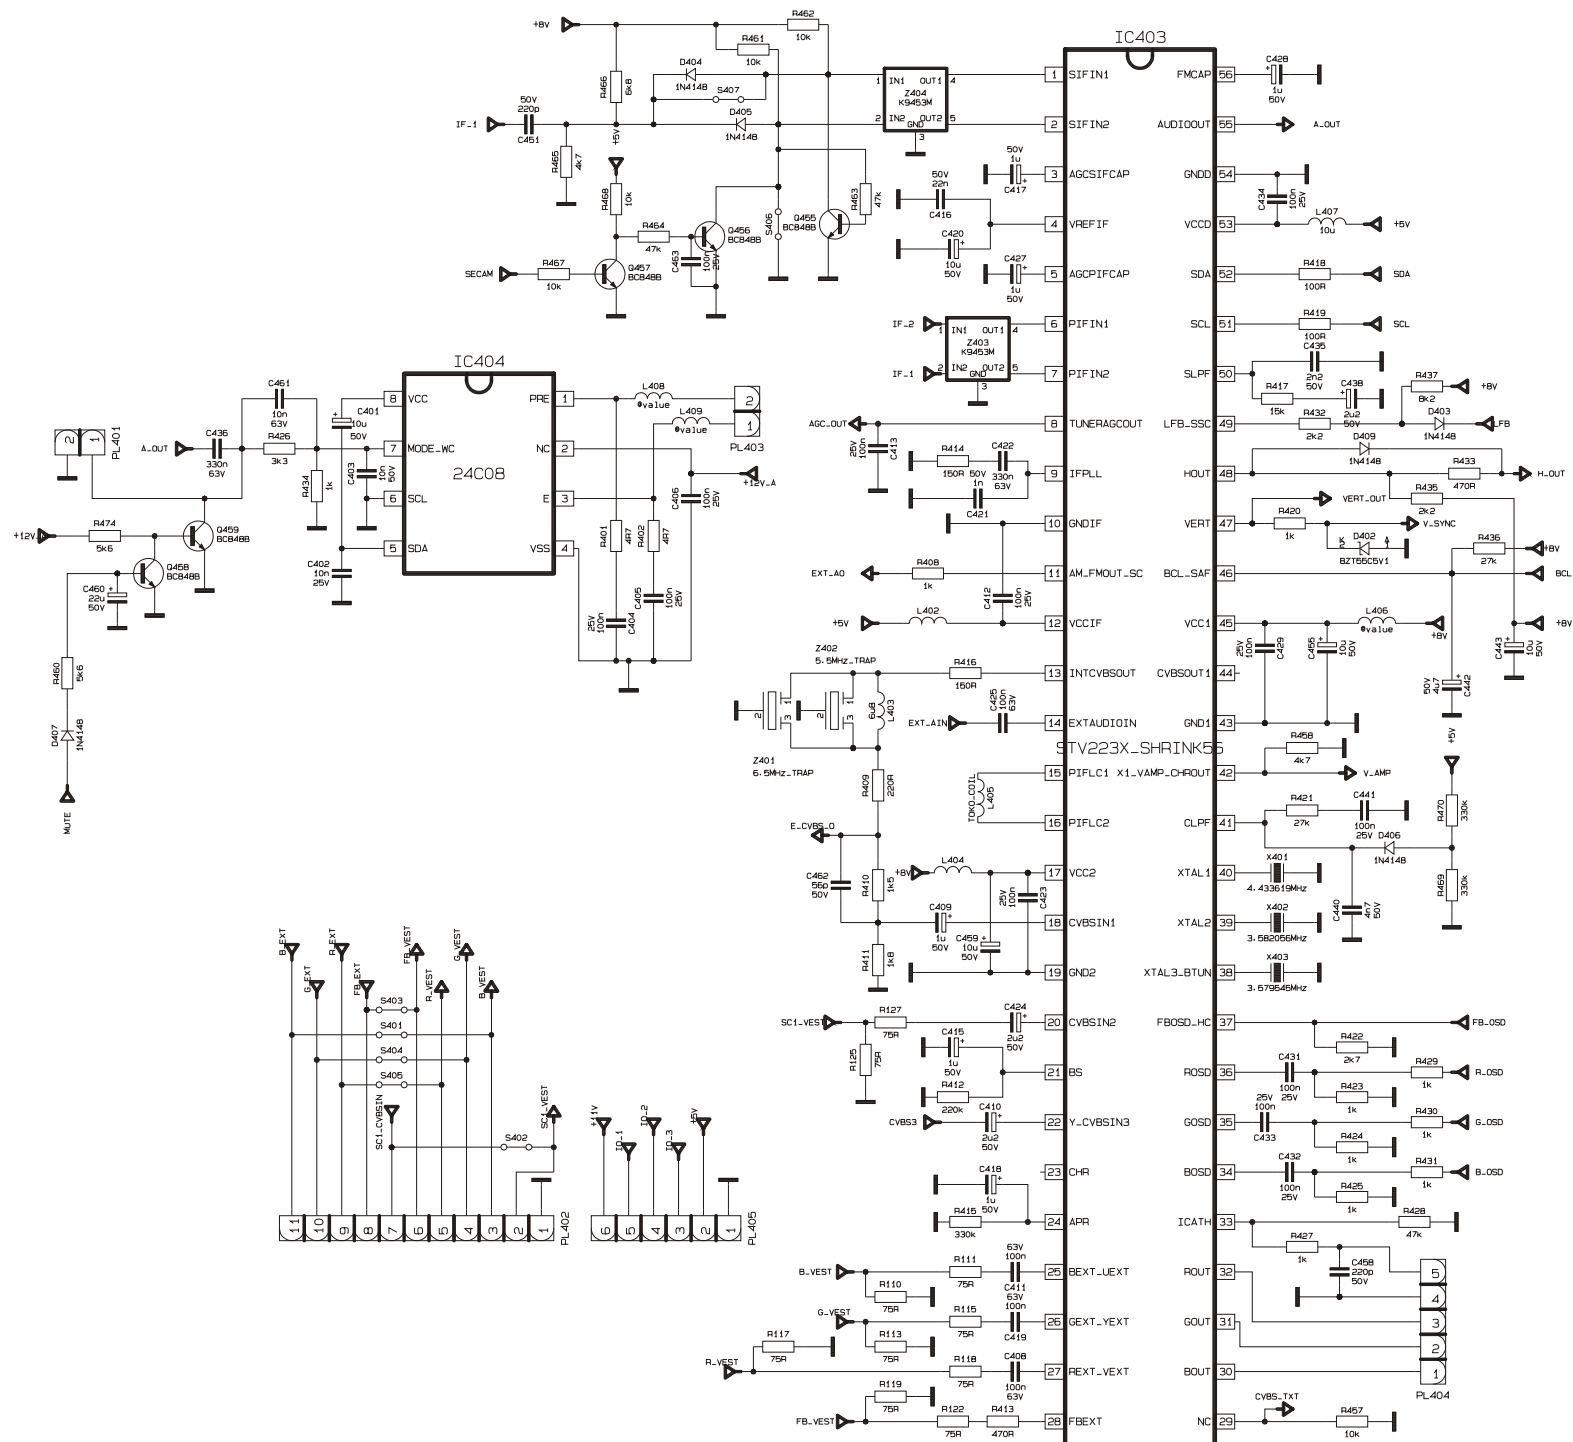 +8V
R462
10k
R461
10k
R466
6k8
D404
1N4148
S407
50V
220p
C451
IF_1
D405
1N4148
R465
4k7
+5V
R468
10k
R464
47k
Q456
BC848B
C463
100n
25V
S406
Q455
BC848B
R463
47k
SECAM
R467
10k
Q457
BC848B
1 IN1 OUT1 4
Z404
K9453M
2 IN2 OUT2 5
GND
3
IC403
STV223X_SHRINK56
1 SIFIN1
2 SIFIN2
3 AGCSIFCAP
4 VREFIF
5 AGCPIFCAP
6 PIFIN1
7 PIFIN2
8 TUNERAGCOUT
9 IFPLL
10 GNDIF
11 AM_FMOUT_SC
12 VCCIF
13 INTCVBSOUT
14 EXTAUDIOIN
15 PIFLC1
16 PIFLC2
17 VCC2
18 CVBSIN1
19 GND2
20 CVBSIN2
21 BS
22 Y_CVBSIN3
23 CHR
24 APR
25 BEXT_UEXT
26 GEXT_YEXT
27 REXT_VEXT
28 FBEXT
FMCAP 56
AUDIOOUT 55
GNDD 54
VCCD 53
SDA 52
SCL 51
SLPF 50
LFB_SSC 49
HOUT 48
VERT 47
BCL_SAF 46
VCC1 45
CVBSOUT1 44
GND1 43
X1_VAMP_CHROUT 42
CLPF 41
XTAL1 40
XTAL2 39
XTAL3_BTUN 38
FBOSD_HC 37
ROSD 36
GOSD 35
BOSD 34
ICATH 33
ROUT 32
GOUT 31
BOUT 30
NC 29
50V
1u
C417
50V
22n
C416
C420
10u
50V
C427
1u
50V
IF_2
IF_1
1 IN1 OUT1 4
Z403
K9453M
2 IN2 OUT2 5
GND
3
AGC_OUT
25V
100n
C413
R414
150R
C422
330n
63V
50V
1n
C421
EXT_AO
R408
1k
C412
100n
25V
+5V
L402
Z402
5.5MHz_TRAP
1
2
3
1
2
3
Z401
6.5MHz_TRAP
6u8
L403
R416
150R
EXT_AIN
C425
100n
63V
R409
220R
TOKO_COIL
L405
E_CVBS_O
C462
56p
50V
R410
1k5
+8V
L404
C409
1u
50V
C459
10u
50V
25V
100n
C423
R411
1k8
SC1_VEST
R127
75R
R125
75R
C424
2u2
50V
C415
1u
50V
R412
220k
CVBS3
C410
2u2
50V
C418
1u
50V
R415
330k
B_VEST
R111
75R
R110
75R
63V
100n
C411
G_VEST
R115
75R
R113
75R
63V
100n
C419
R_VEST
R117
75R
R118
75R
C408
100n
63V
R119
75R
FB_VEST
R122
75R
R413
470R
C428
1u
50V
A_OUT
C434
100n
25V
L407
10u
+5V
R418
100R
SDA
R419
100R
SCL
C435
2n2
50V
R417
15k
C438
2u2
50V
R437
8k2
+8V
R432
2k2
D403
1N4148
LFB
D409
1N4148
R433
470R
H_OUT
VERT_OUT
R435
2k2
R420
1k
V_SYNC
K D402 A
BZT55C5V1
R436
27k
+8V
BCL
25V
100n
C429
C455
10u
50V
L406
@value
+8V
+8V
C443
10u
50V
50V
4u7
C442
+5V
R458
4k7
V_AMP
R421
27k
C441
100n
25V
D406
1N4148
R470
330k
R469
330k
C440
4n7
50V
X401
4.433619MHz
X402
3.582056MHz
X403
3.579545MHz
FB_OSD
R422
2k7
C431
100n
25V
R429
1k
R_OSD
R423
1k
25V
100n
C433
R430
1k
G_OSD
R424
1k
C432
100n
25V
R431
1k
B_OSD
R425
1k
R428
47k
R427
1k
C458
220p
50V
5
4
3
2
1
PL404
CVBS_TXT
R457
10k
IC404
24C08
8 VCC
7 MODE_WC
6 SCL
5 SDA
PRE 1
NC 2
E 3
VSS 4
C461
10n
63V
C401
10u
50V
L408
@value
L409
@value
2
1
PL403
2 1
PL401
A_OUT
C436
330n
63V
R426
3k3
R434
1k
C403
10n
50V
+12V_A
C406
100n
25V
R401
4R7
R402
4R7
25V
100n
C404
C405
100n
25V
C402
10n
25V
+12V
R474
5k6
Q459
BC848B
Q458
BC848B
C460
22u
50V
R460
5k6
D407
1N4148
MUTE
B_EXT
G_EXT
R_EXT
FB_EXT
FB_VEST
R_VEST
G_VEST
B_VEST
S403
S401
S404
S405
SC1_CVBSIN
S402
SC1_VEST
11 10 9 8 7 6 5 4 3 2 1
PL402
+11V
IO_1
IO_2
IO_3
+5V
6 5 4 3 2 1
PL405